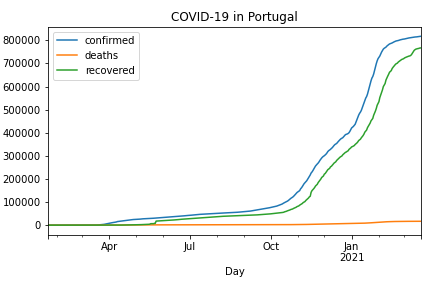 COVID-19 in Portugal
confirmed
deaths
recovered
800000
700000
600000
500000
400000
300000
200000
100000
0
Apr
Jul
Oct
Jan
2021
Day